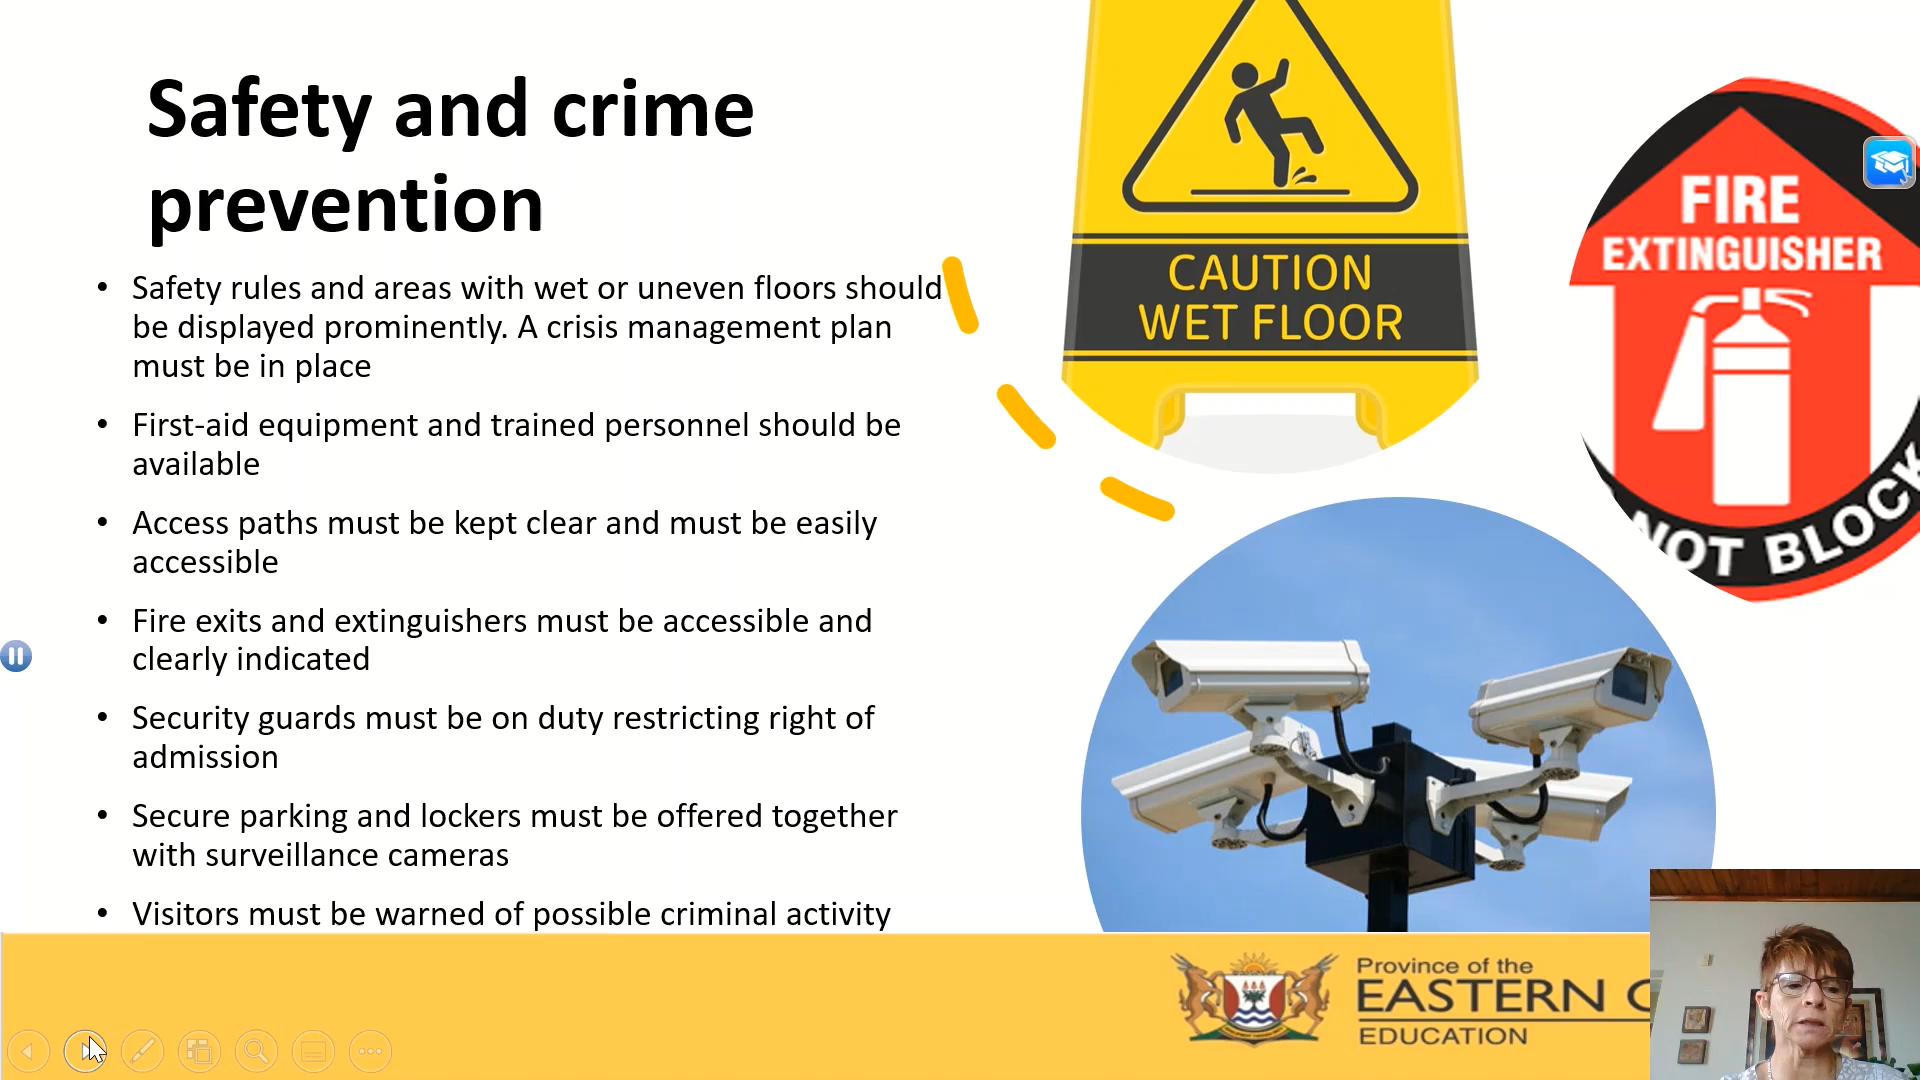 Safety and crime
prevention
• Safety rules and areas with wet or uneven floors should
be displayed prominently. A crisis management plan
must be in place
• First-aid equipment and trained personnel should be
available
• Access paths must be kept clear and must be easily
accessible
• Fire exits and extinguishers must be accessible and
clearly indicated
• Security guards must be on duty restricting right of
admission
• Secure parking and lockers must be offered together
with surveillance cameras
• Visitors must be warned of possible criminal activity
CAUTION
WET FLOOR
FIRE
EXTINGUISHER
NOT BLOCK
Province of the
EASTERN
EDUCATION